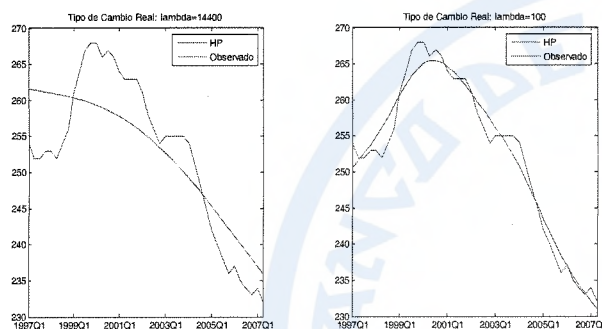 Tipo de Cambio Real: lambda=14400
HP
Observado
270
265
260
255
250
245
240
235
230
1997Q1 1999Q1 2001Q1 2003Q1 2005Q1 2007Q1
Tipo de Cambio Real: lambda=100
HP
Observado
270
265
260
255
250
245
240
235
230
1997Q1 1999Q1 2001Q1 2003Q1 2005Q1 2007Q
DE